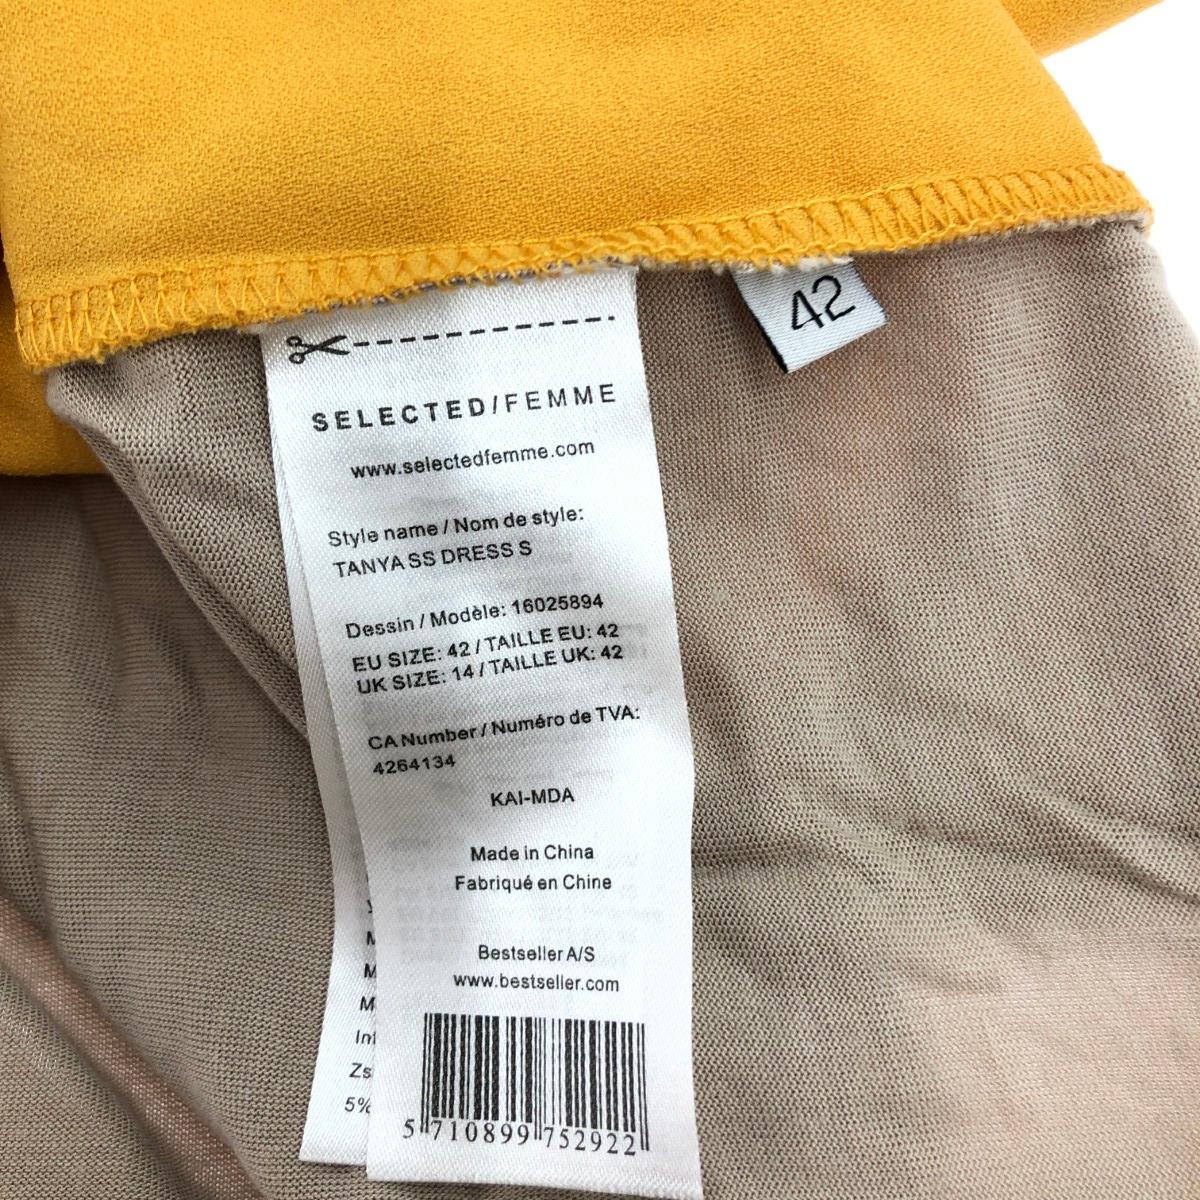 42
SELECTED/FEMME
www.selectedfemme.com
Style name / Nom de style:
TANYA SS DRESS S
Dessin / Modèle: 16025894
EU SIZE: 42 / TAILLE EU: 42
UK SIZE: 14 / TAILLE UK: 42
CA Number / Numéro de TVA:
4264134
KAI-MDA
Made in China
Fabriqué en Chine
Bestseller A/S
www.bestseller.com
5 710899 752922
5%